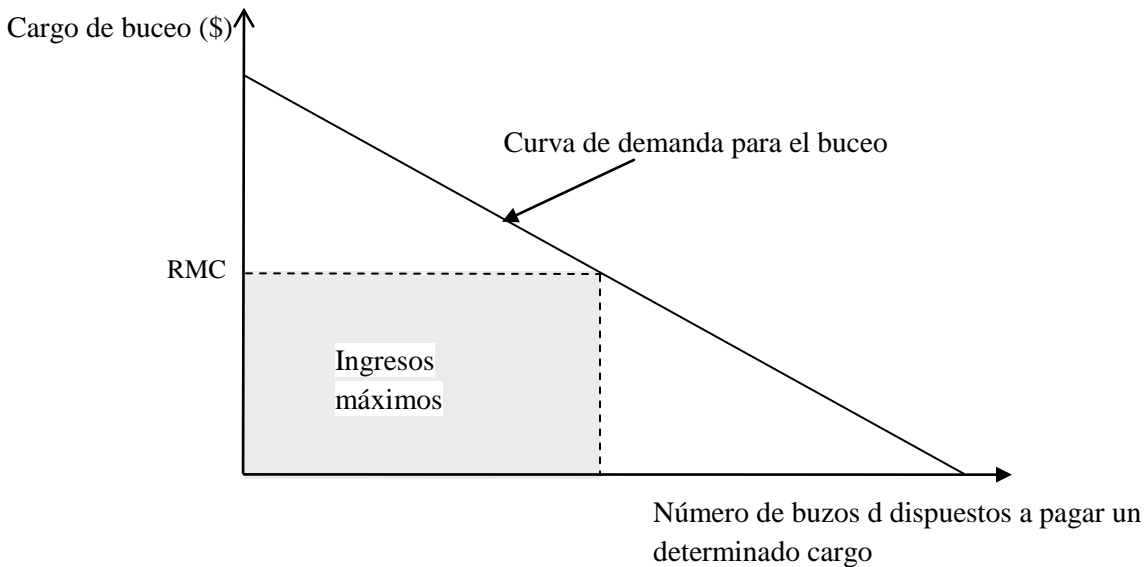 Cargo de buceo ($)
Curva de demanda para el buceo
RMC
Ingresos
máximos
Número de buzos d dispuestos a pagar un
determinado cargo